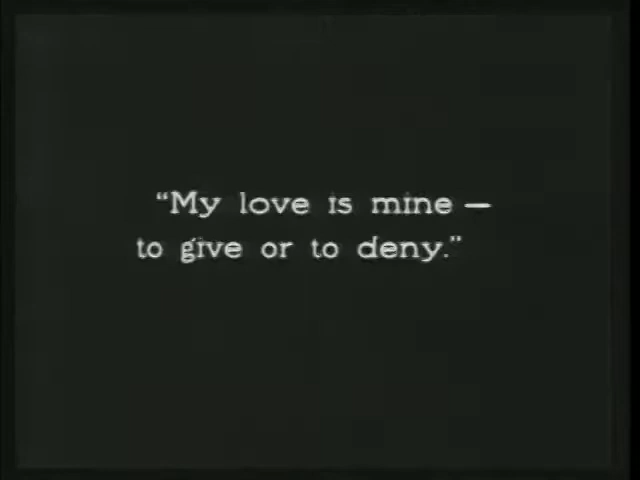 “My love is mine —
to give or to deny.”